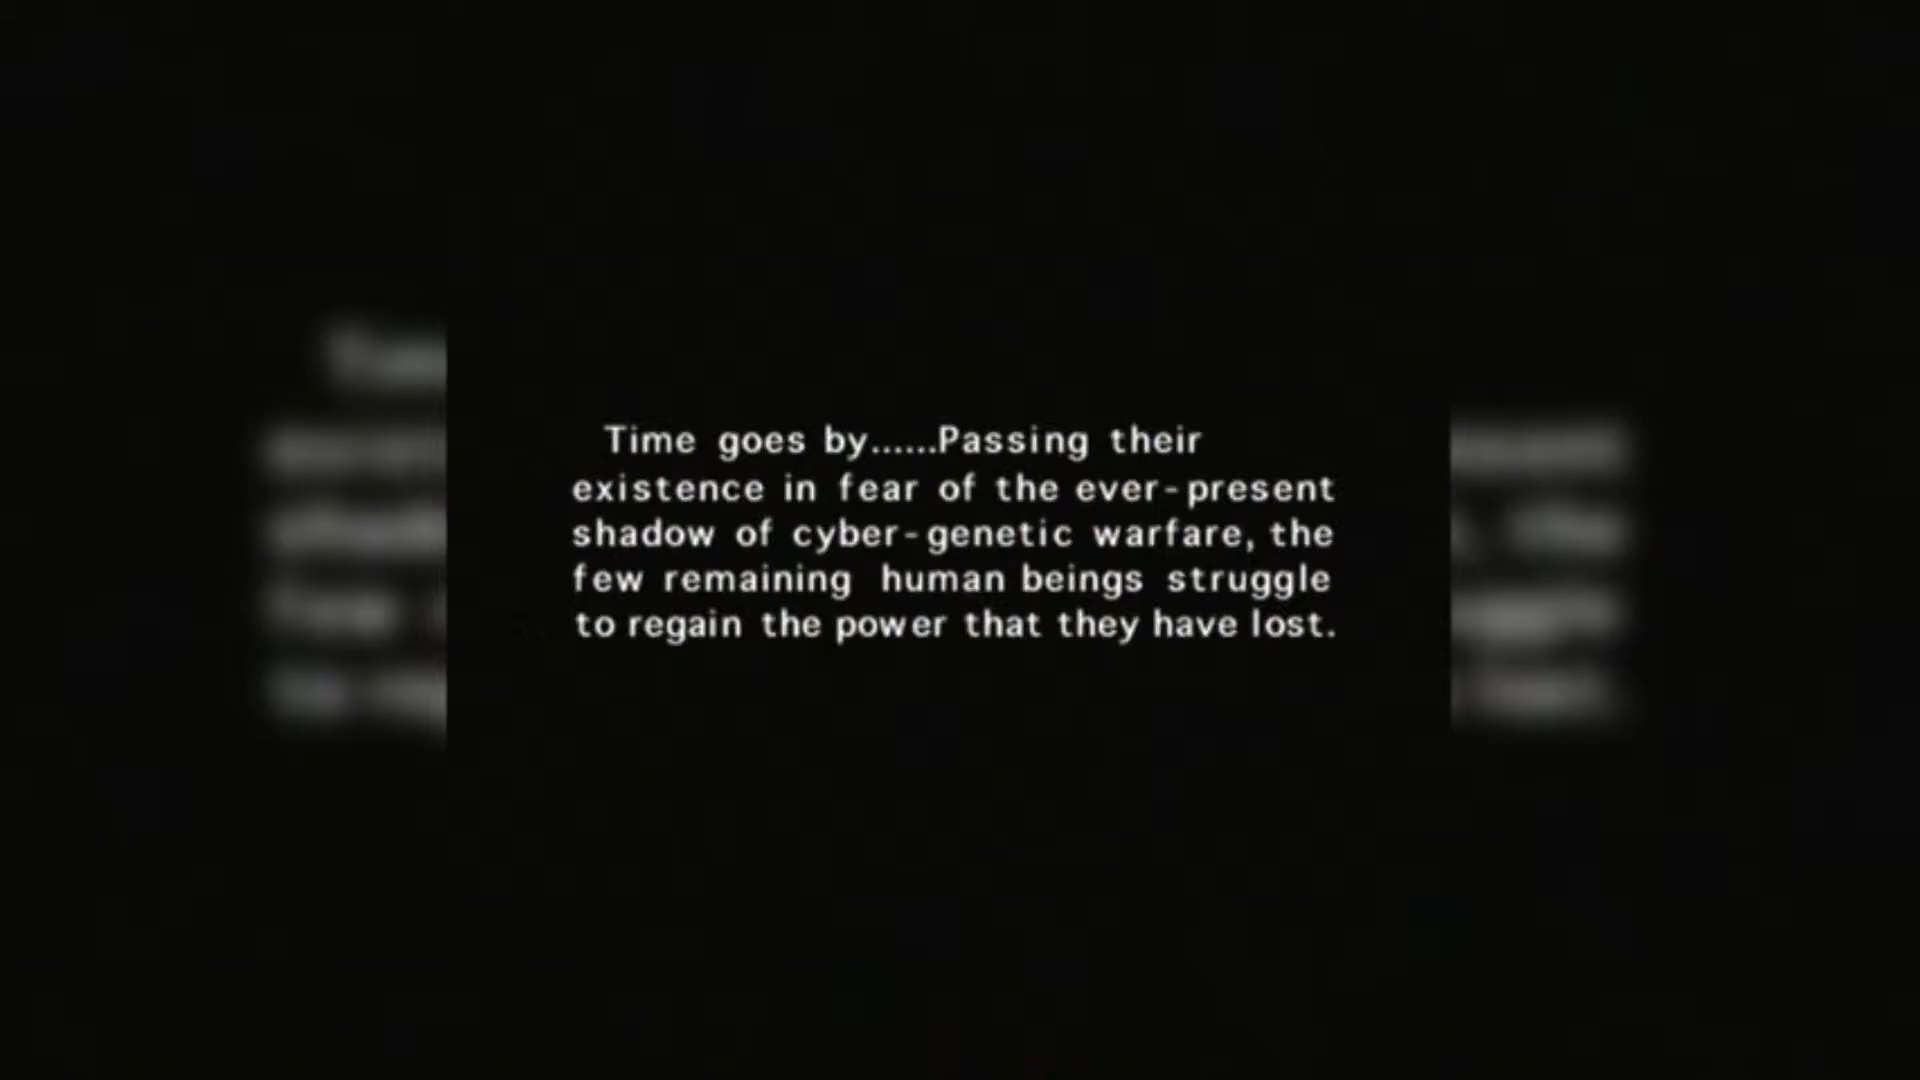 Time goes by......Passing their
existence in fear of the ever-present
shadow of cyber-genetic warfare, the
few remaining human beings struggle
to regain the power that they have lost.